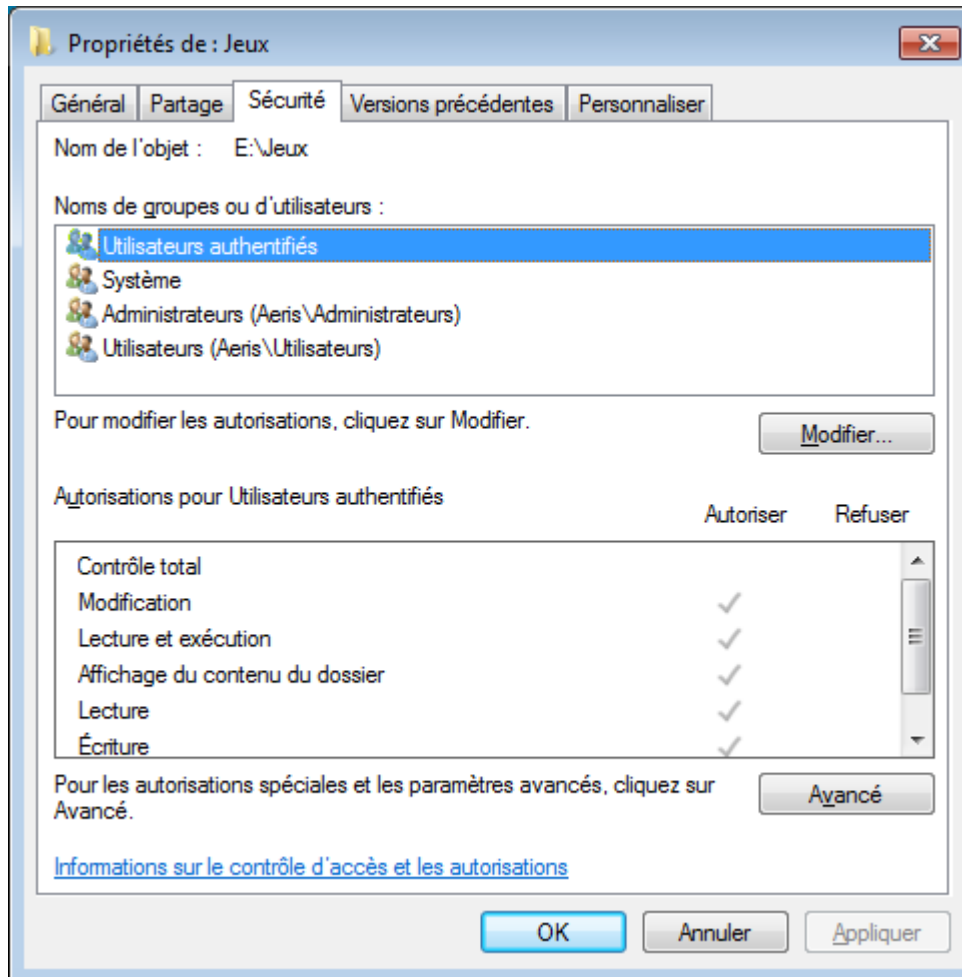 Propriétés de : Jeux
Général Partage Sécurité Versions précédentes Personnaliser
Nom de l'objet : E:\Jeux
Noms de groupes ou d'utilisateurs :
Utilisateurs authentifiés
Système
Administrateurs (Aeris\Administrateurs)
Utilisateurs (Aeris\Utilisateurs)
Pour modifier les autorisations, cliquez sur Modifier.
Modifier...
Autorisations pour Utilisateurs authentifiés
Autoriser Refuser
Contrôle total
Modification
Lecture et exécution
Affichage du contenu du dossier
Lecture
Écriture
Pour les autorisations spéciales et les paramètres avancés, cliquez sur
Avancé.
Avancé
Informations sur le contrôle d'accès et les autorisations
OK Annuler Appliquer